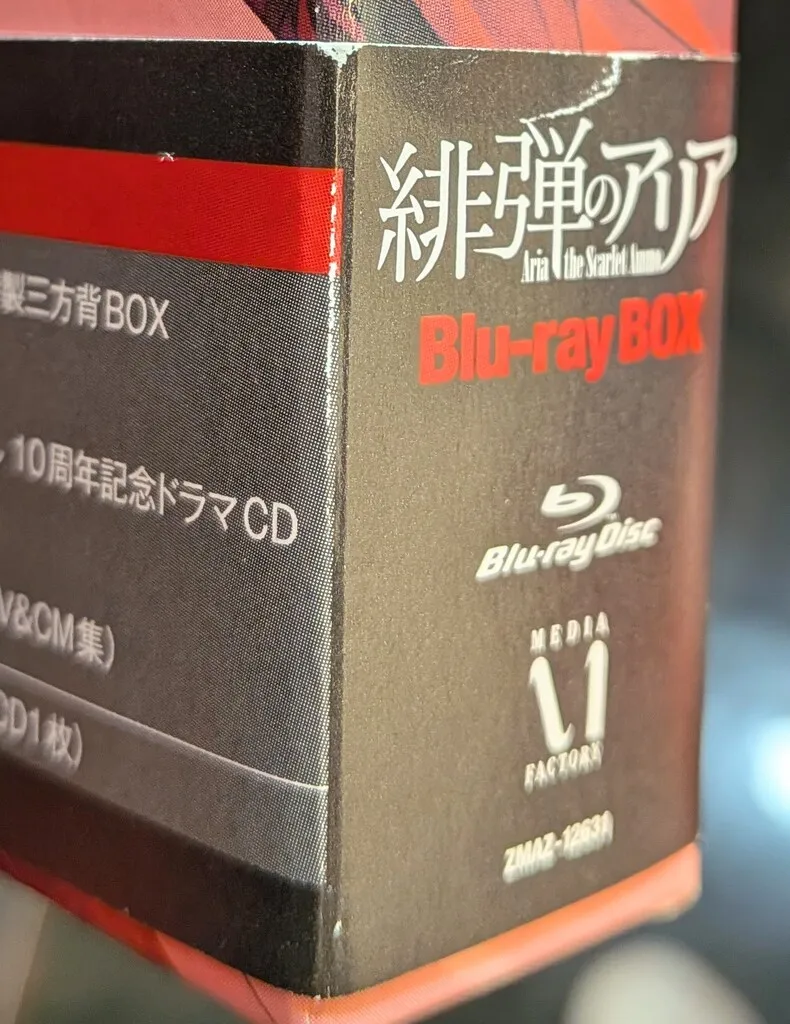 製三方背BOX
10周年記念ドラマCD
V&CM集)
CD1枚)
緋弾のアリア
Aria the Scarlet Ammo
Blu-ray BOX
Blu-ray Disc
MEDIA
FACTORY
ZMAZ-12631